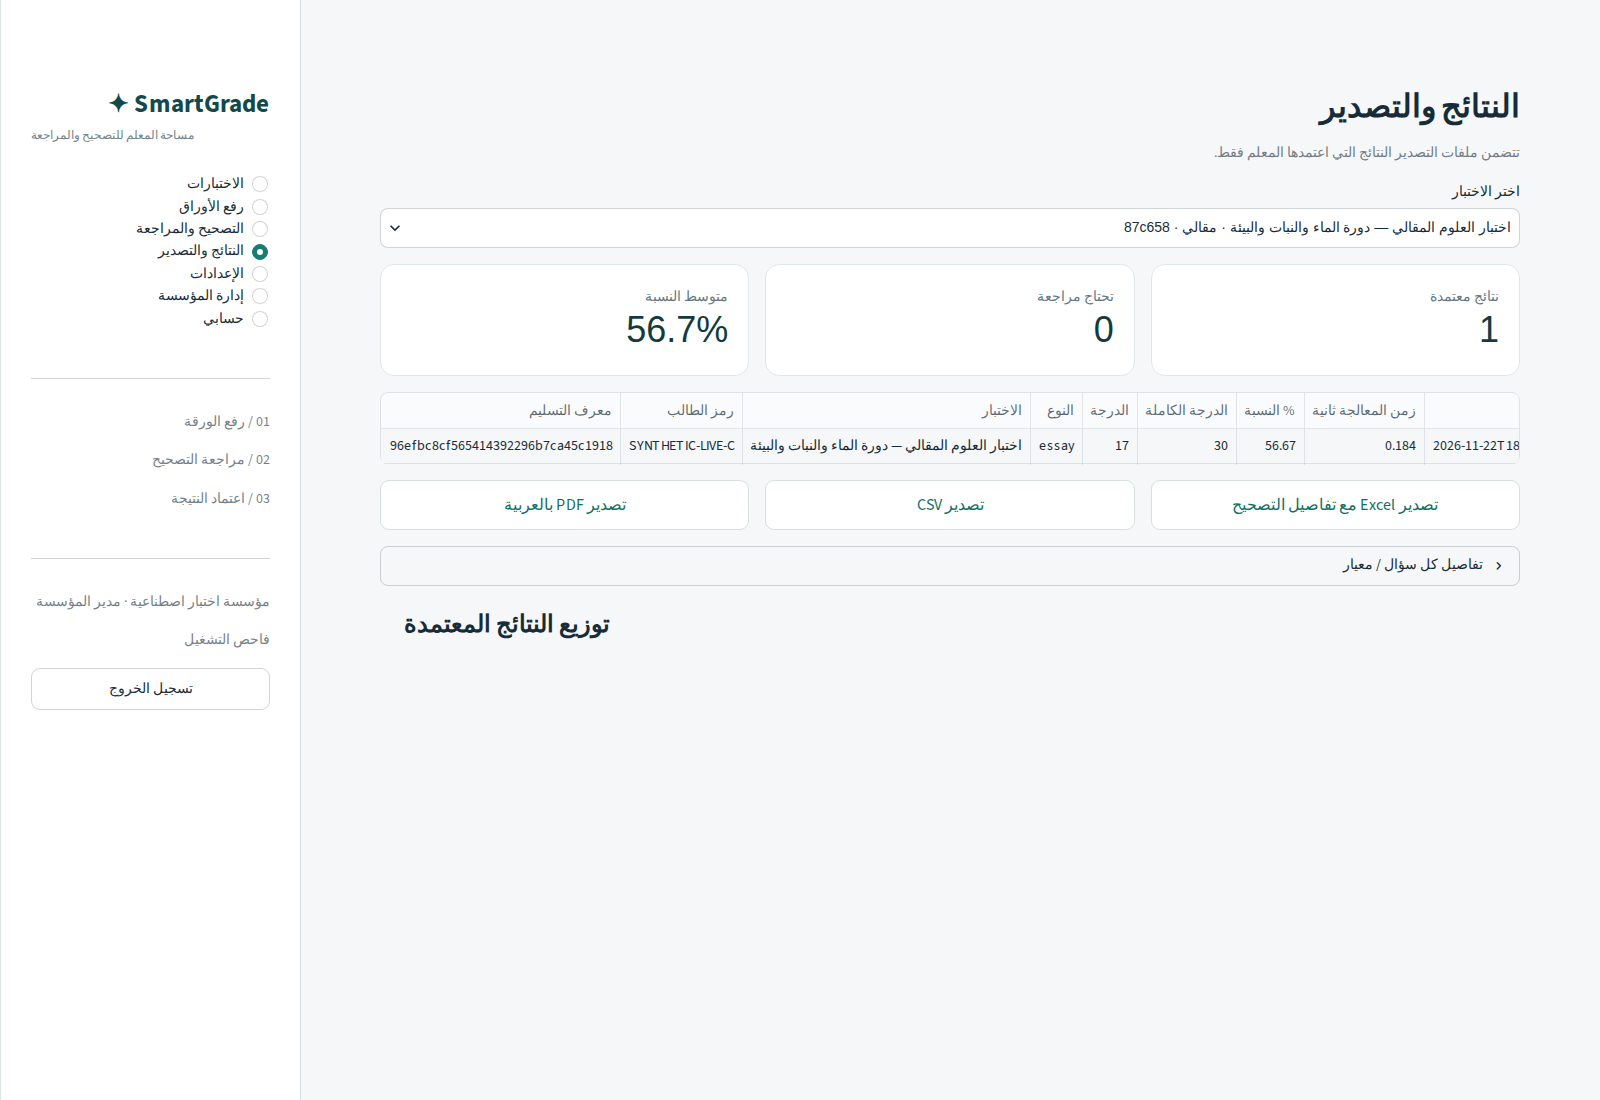 SmartGrade ✦
مساحة المعلم للتصحيح والمراجعة
الاختبارات
رفع الأوراق
التصحيح والمراجعة
النتائج والتصدير
الإعدادات
إدارة المؤسسة
حسابي
01 / رفع الورقة
02 / مراجعة التصحيح
03 / اعتماد النتيجة
مؤسسة اختبار اصطناعية · مدير المؤسسة
فاحص التشغيل
تسجيل الخروج
النتائج والتصدير
تتضمن ملفات التصدير النتائج التي اعتمدها المعلم فقط.
اختر الاختبار
اختبار العلوم المقالي — دورة الماء والنبات والبيئة · مقالي · 87c658
نتائج معتمدة
1
تحتاج مراجعة
0
متوسط النسبة
56.7%
معرف التسليم رمز الطالب الاختبار النوع الدرجة الدرجة الكاملة النسبة % زمن المعالجة ثانية
96efbc8cf565414392296b7ca45c1918 SYNTHETIC-LIVE-C اختبار العلوم المقالي — دورة الماء والنبات والبيئة essay 17 30 56.67 0.184 2026-11-22T18
تصدير Excel مع تفاصيل التصحيح
تصدير CSV
تصدير PDF بالعربية
تفاصيل كل سؤال / معيار
توزيع النتائج المعتمدة